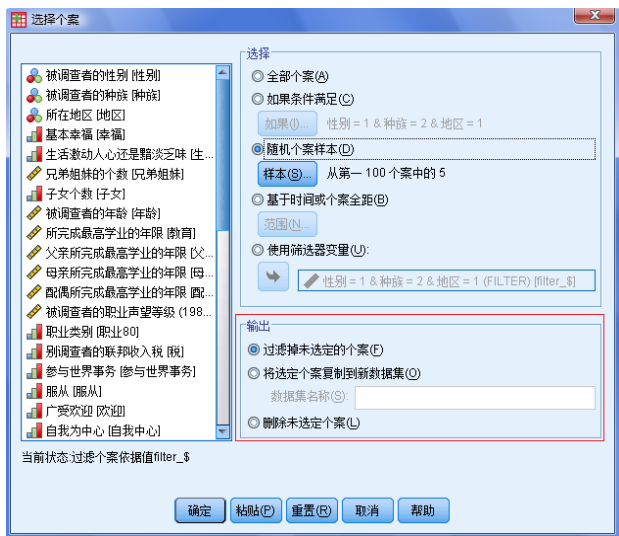 选择个案
被调查者的性别 [性别]
被调查者的种族 [种族]
所在地区 [地区]
基本幸福 [幸福]
生活激动人心还是黯淡乏味 [生...
兄弟姐妹的个数 [兄弟姐妹]
子女个数 [子女]
被调查者的年龄 [年龄]
所完成最高学业的年限 [教育]
父亲所完成最高学业的年限 [父...
母亲所完成最高学业的年限 [母...
配偶所完成最高学业的年限 [配...
被调查者的职业声望等级 (198...
职业类别 [职业80]
别调查者的联邦收入税 [税]
参与世界事务 [参与世界事务]
服从 [服从]
广受欢迎 [欢迎]
自我为中心 [自我中心]
当前状态:过滤个案依据值filter_$
选择
全部个案(A)
如果条件满足(C)
如果(I)... 性别 = 1 & 种族 = 2 & 地区 = 1
随机个案样本(D)
样本(S)... 从第一 100 个案中的 5
基于时间或个案全距(B)
范围(N...
使用筛选器变量(U):
性别 = 1 & 种族 = 2 & 地区 = 1 (FILTER) [filter_$]
输出
过滤掉未选定的个案(F)
将选定个案复制到新数据集(O)
数据集名称(S):
删除未选定个案(L)
确定 粘贴(P) 重置(R) 取消 帮助